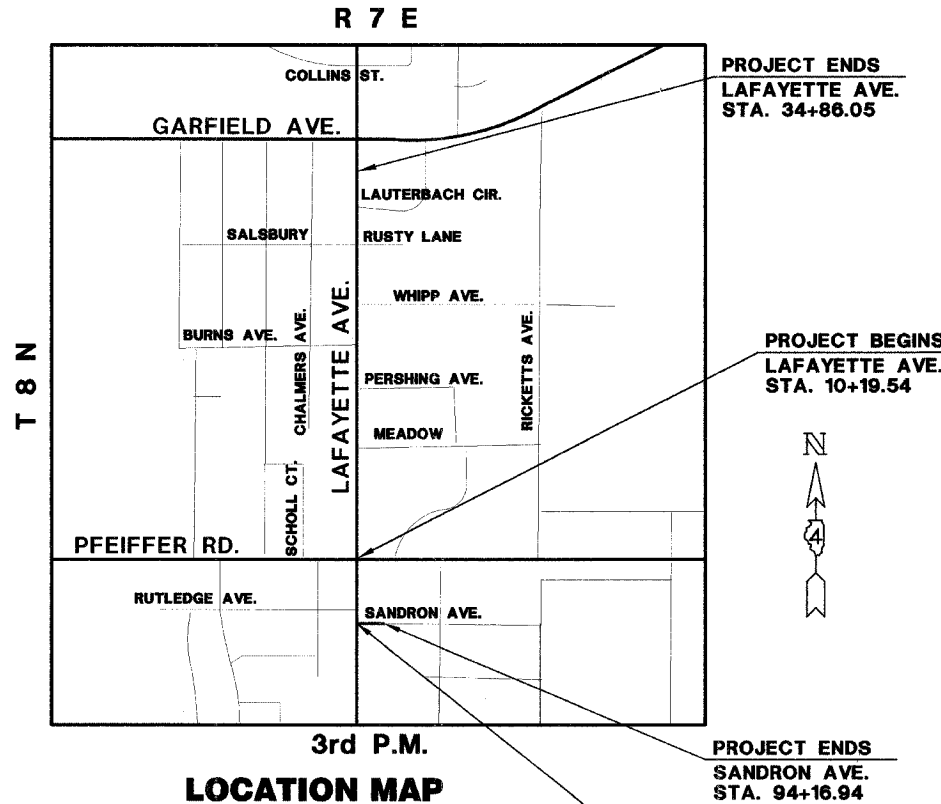 R 7 E
COLLINS ST.
PROJECT ENDS
LAFAYETTE AVE.
STA. 34+86.05
GARFIELD AVE.
LAUTERBACH CIR.
SALSBURY
RUSTY LANE
WHIPP AVE.
BURNS AVE.
CHALMERS AVE.
LAFAYETTE AVE.
RICKETTS AVE.
T 8 N
PROJECT BEGINS
LAFAYETTE AVE.
STA. 10+19.54
PERSHING AVE.
MEADOW
SCHOLL CT.
N
4
PFEIFFER RD.
RUTLEDGE AVE.
SANDRON AVE.
3rd P.M.
LOCATION MAP
PROJECT ENDS
SANDRON AVE.
STA. 94+16.94